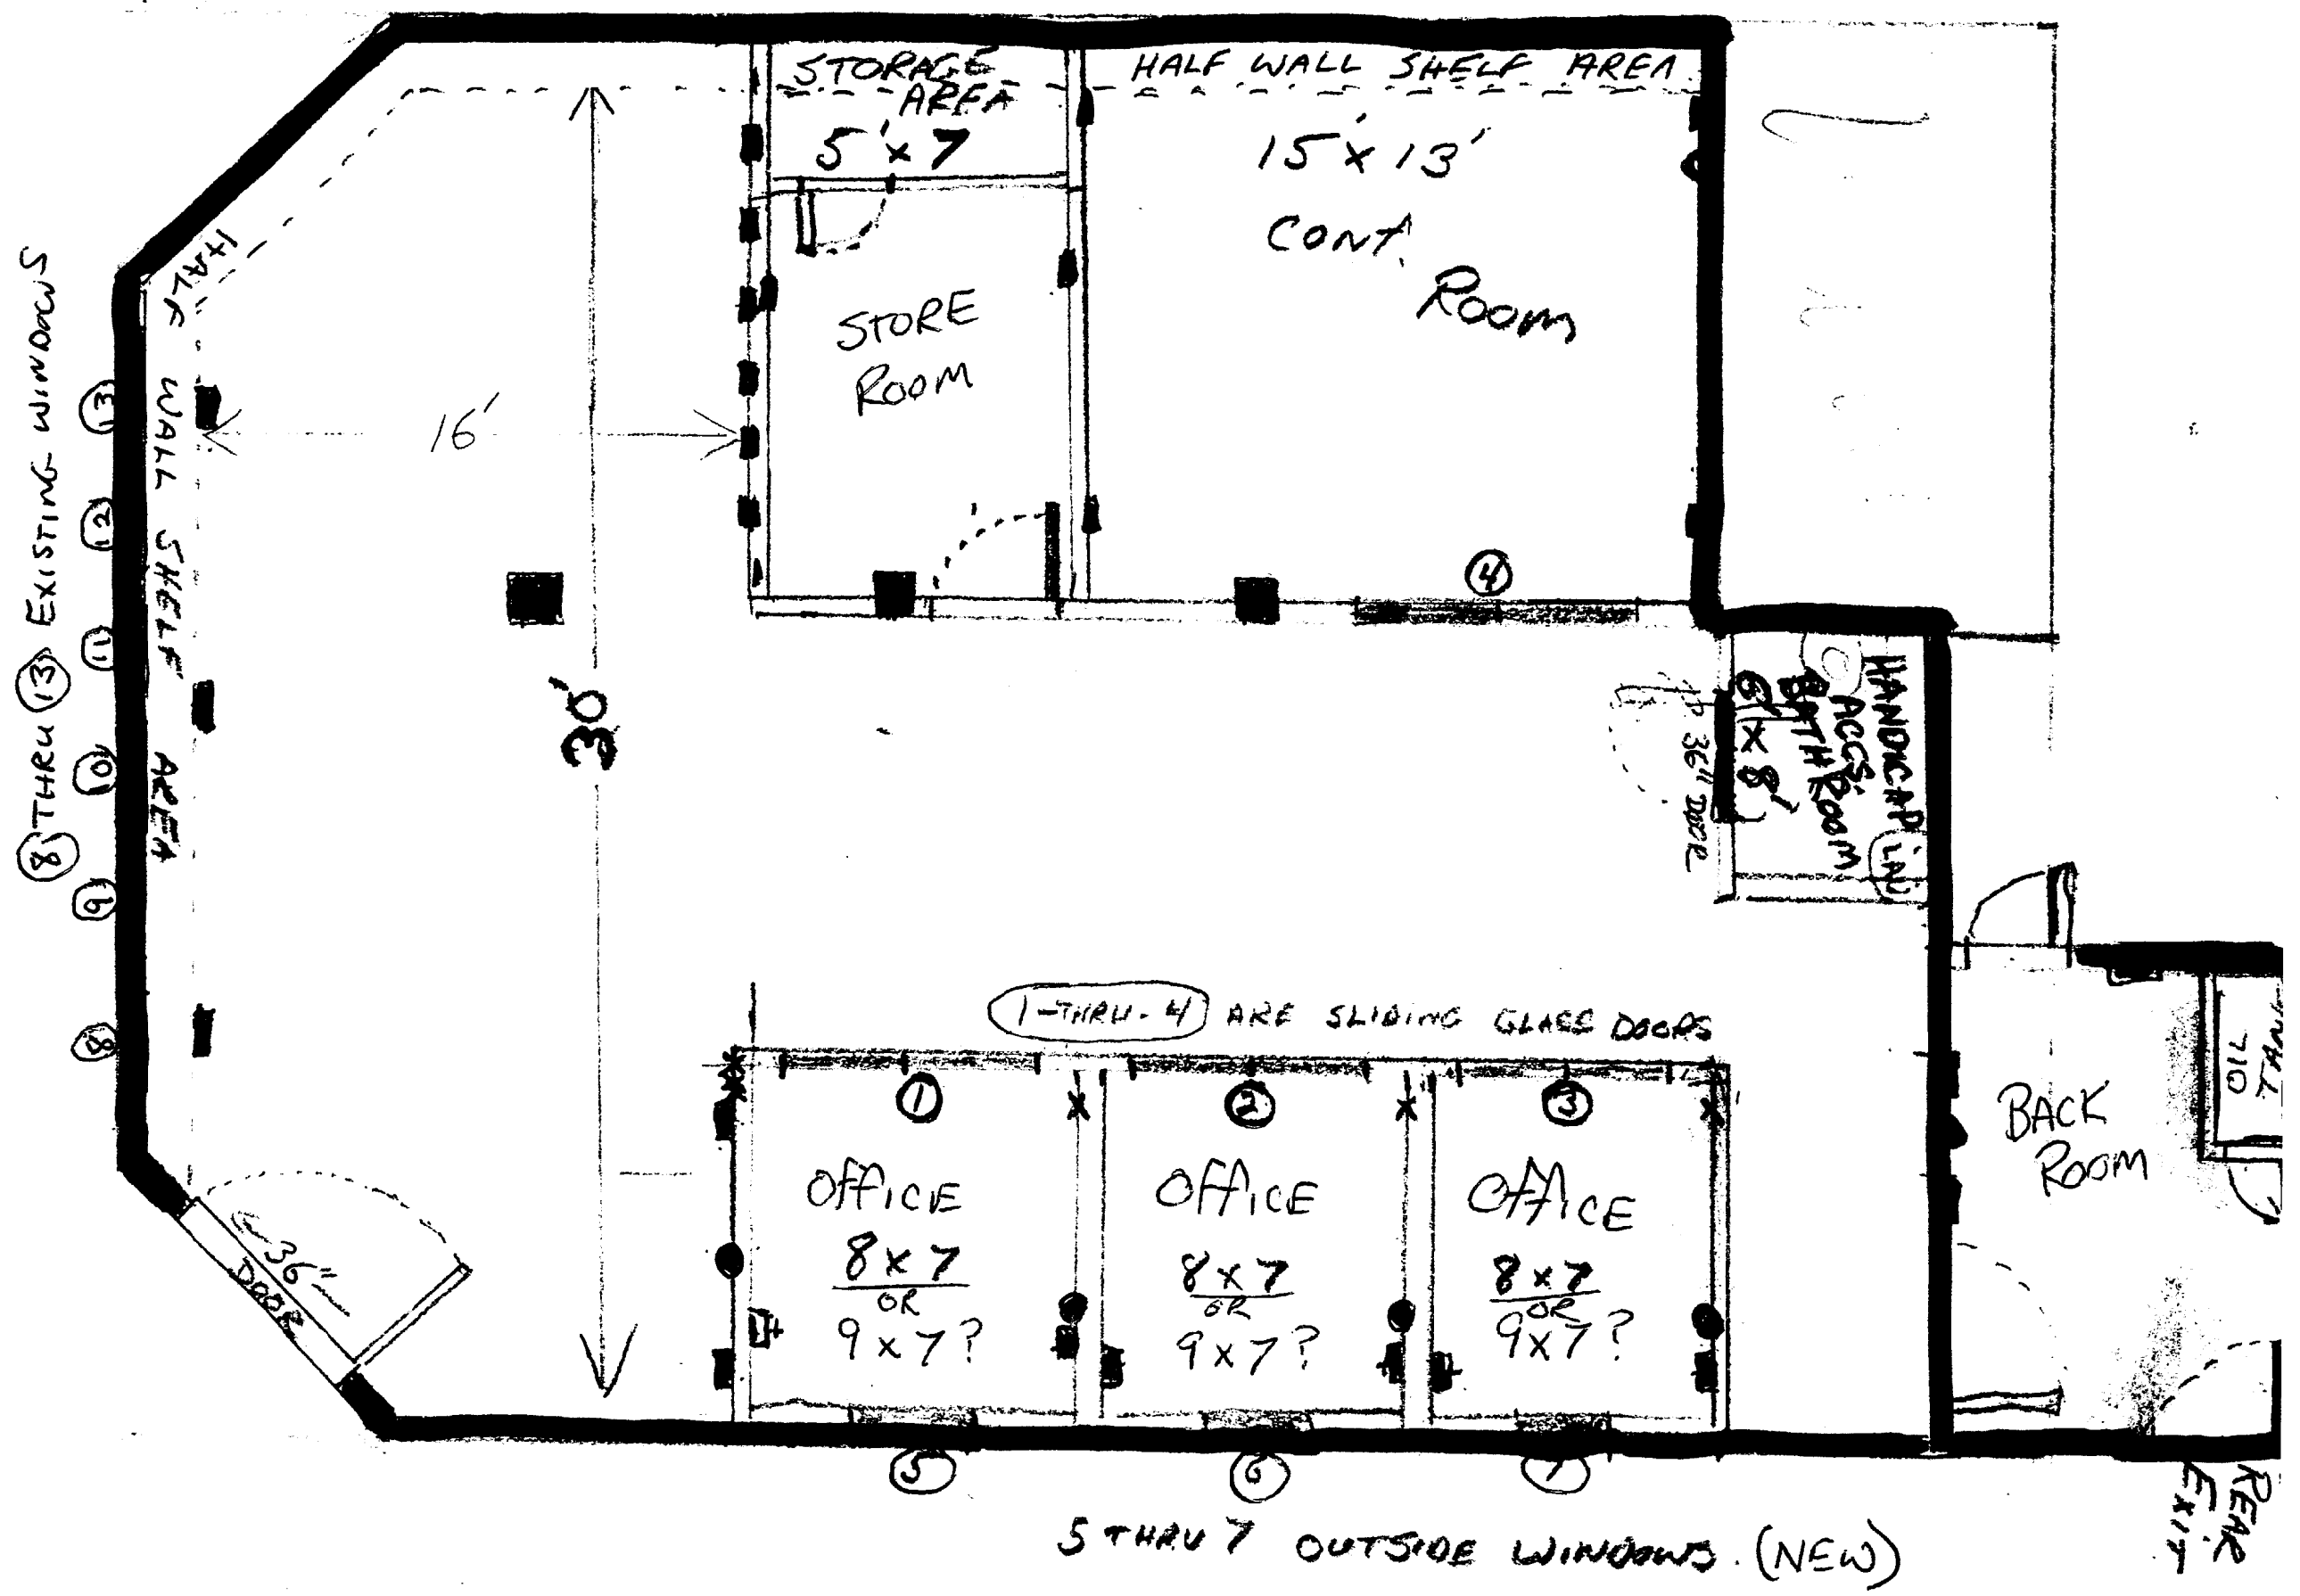 STORAGE
AREA
5' x 7
HALF WALL SHELF AREA
15' x 13'
CONF.
ROOM
STORE
ROOM
16'
30'
HALF WALL SHELF AREA
8 THRU 13 EXISTING WINDOWS
13
12
11
10
9
8
4
HANDICAP
ACCS.
BATHROOM
6' x 8'
LAV
36" DOOR
1-THRU-4 ARE SLIDING GLASS DOORS
1
2
3
OFFICE
8 x 7
OR
9 x 7?
OFFICE
8 x 7
OR
9 x 7?
OFFICE
8 x 7
OR
9 x 7?
BACK
ROOM
OIL
TANK
36"
DOOR
5
6
7
5 THRU 7 OUTSIDE WINDOWS. (NEW)
REAR
EXIT